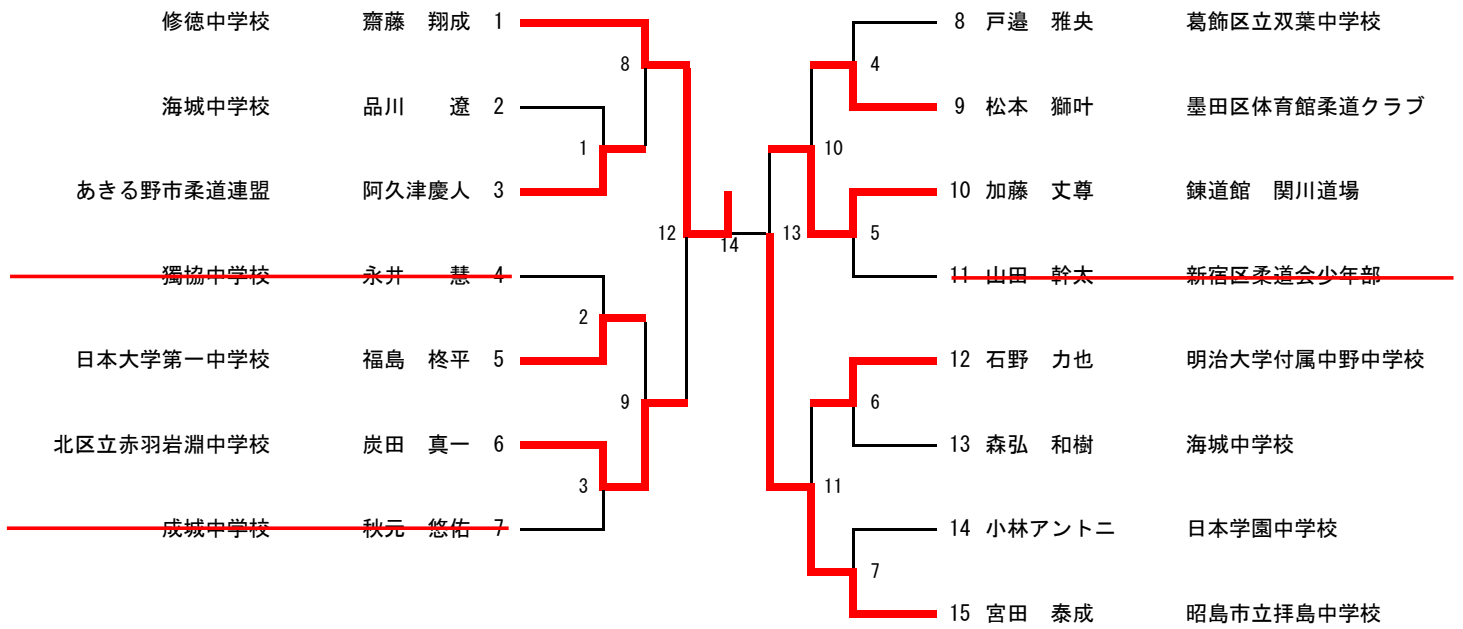 修徳中学校 齋藤 翔成 1
海城中学校 品川 遼 2
あきる野市柔道連盟 阿久津慶人 3
獨協中学校 永井 慧 4
日本大学第一中学校 福島 柊平 5
北区立赤羽岩淵中学校 炭田 真一 6
成城中学校 秋元 悠佑 7
8
1
12
2
9
3
14
8 戸邉 雅央 葛飾区立双葉中学校
9 松本 獅叶 墨田区体育館柔道クラブ
10 加藤 丈尊 錬道館 関川道場
11 山田 幹太 新宿区柔道会少年部
12 石野 力也 明治大学付属中野中学校
13 森弘 和樹 海城中学校
14 小林アントニ 日本学園中学校
15 宮田 泰成 昭島市立拝島中学校
4
10
13
5
6
11
7